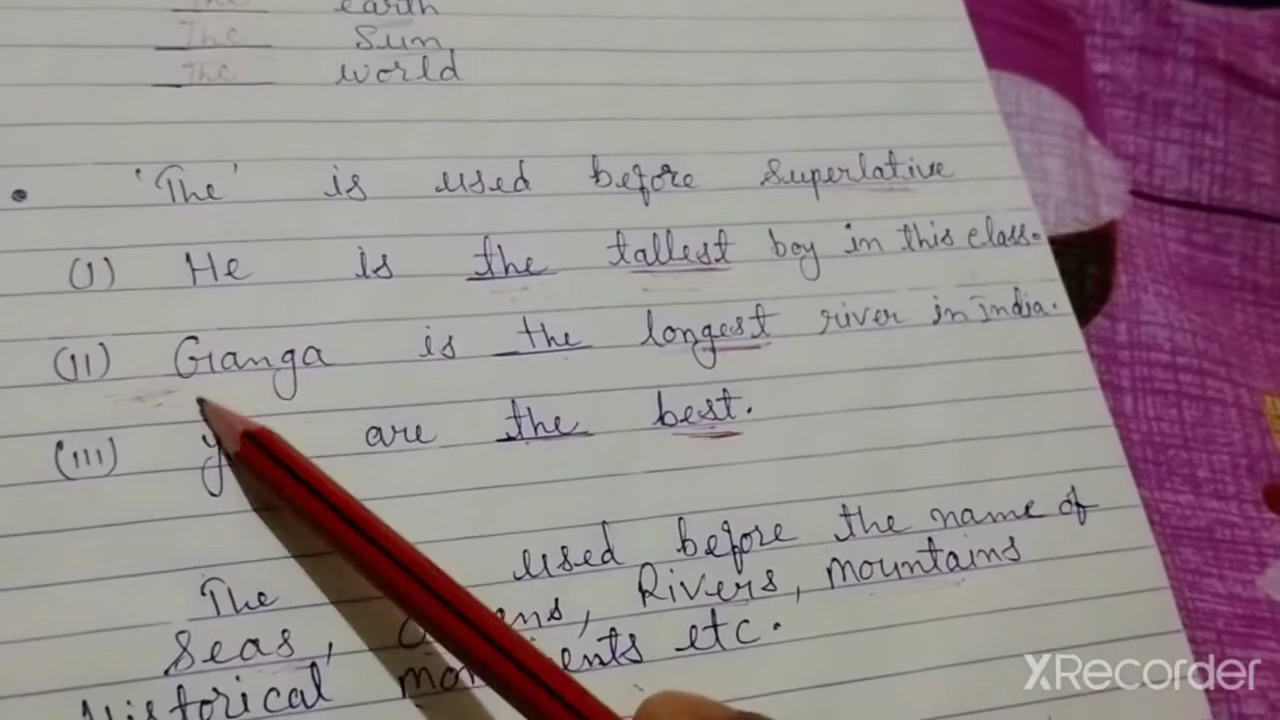 The earth
The Sun
The world
• 'The' is used before Superlative
(I) He is the tallest boy in this class.
(II) Ganga is the longest river in India.
(III) are the best.
The used before the name of
Seas, Rivers, mountains
Historical etc.
XRecorder